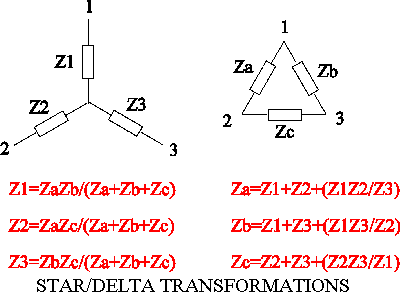 1
1
Z1
Za
Zb
Z2
Z3
2
3
2
3
Zc
Z1=ZaZb/(Za+Zb+Zc)
Za=Z1+Z2+(Z1Z2/Z3)
Z2=ZaZc/(Za+Zb+Zc)
Zb=Z1+Z3+(Z1Z3/Z2)
Z3=ZbZc/(Za+Zb+Zc)
Zc=Z2+Z3+(Z2Z3/Z1)
STAR/DELTA TRANSFORMATIONS